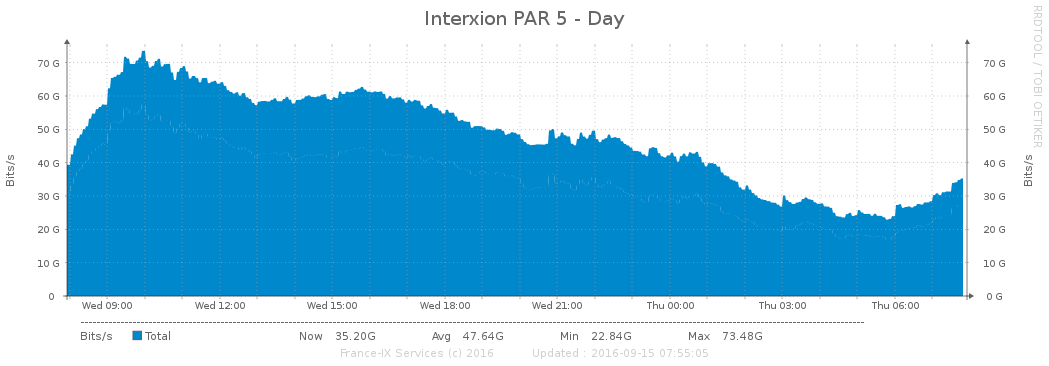 Interxion PAR 5 - Day
RRDTOOL / TOBI OETIKER
Bits/s
70 G
60 G
50 G
40 G
30 G
20 G
10 G
0
70 G
60 G
50 G
40 G
30 G
20 G
10 G
0 G
Bits/s
Wed 09:00 Wed 12:00 Wed 15:00 Wed 18:00 Wed 21:00 Thu 00:00 Thu 03:00 Thu 06:00
Bits/s Total Now 35.20G Avg 47.64G Min 22.84G Max 73.48G
France-IX Services (c) 2016 Updated : 2016-09-15 07:55:05